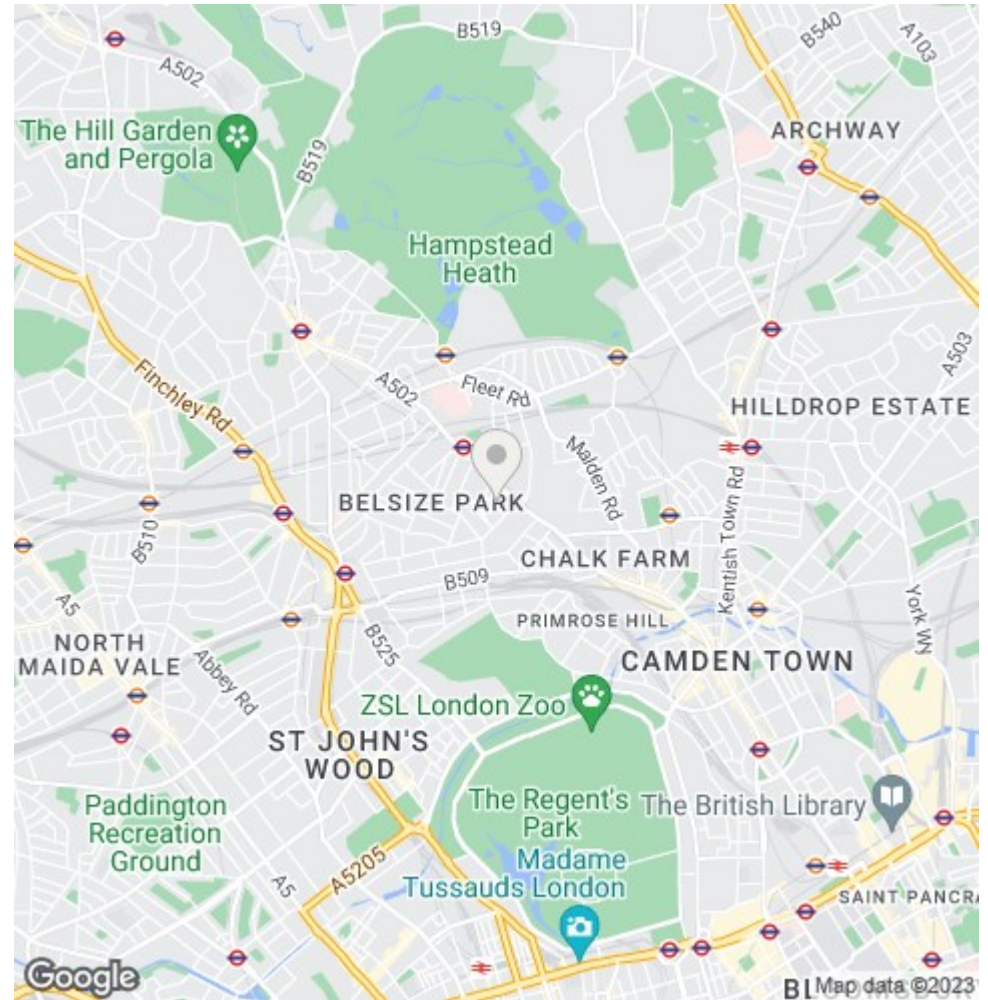 B519
B540
A103
A502
The Hill Garden
and Pergola
B519
ARCHWAY
Hampstead
Heath
Finchley Rd
A502
Fleet Rd
A503
HILLDROP ESTATE
Malden Rd
BELSIZE PARK
B510
Kentish Town Rd
CHALK FARM
B509
A5
PRIMROSE HILL
York Wy
NORTH
MAIDA VALE
B525
Abbey Rd
CAMDEN TOWN
ZSL London Zoo
ST JOHN'S
WOOD
The Regent's
Park
The British Library
Paddington
Recreation
Ground
Madame
Tussauds London
A5205
A5
SAINT PANCRA
Google
BL
Map data ©2023